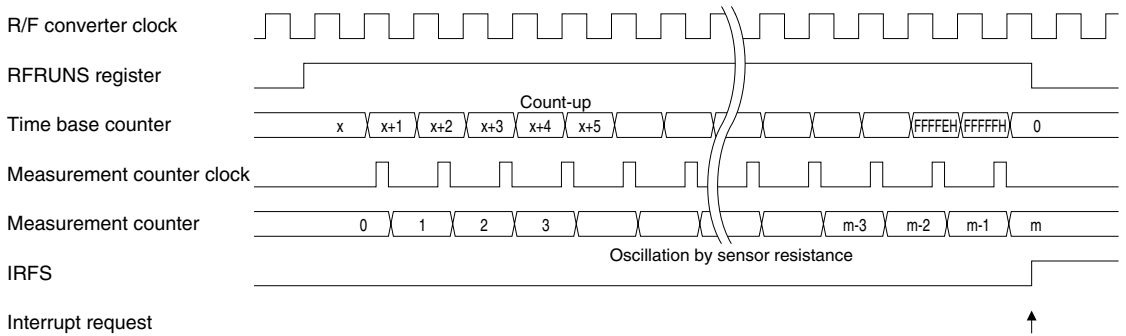 R/F converter clock
RFRUNS register
Count-up
Time base counter x x+1 x+2 x+3 x+4 x+5 FFFFEH FFFFFH 0
Measurement counter clock
Measurement counter 0 1 2 3 m-3 m-2 m-1 m
Oscillation by sensor resistance
IRFS
Interrupt request